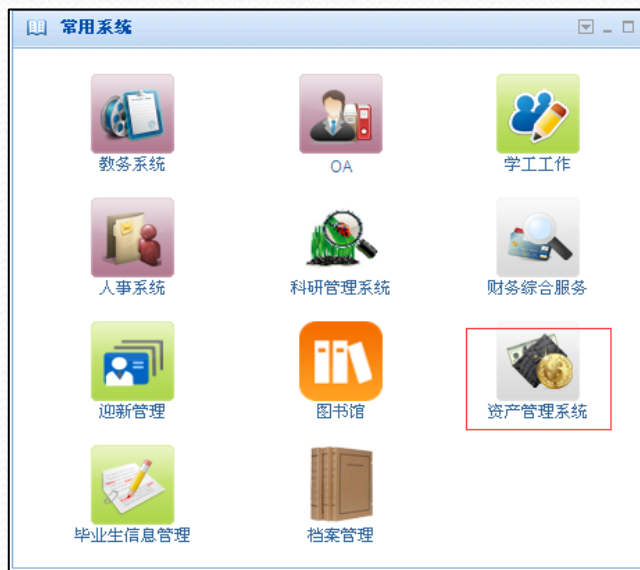 常用系统
教务系统
OA
学工工作
人事系统
科研管理系统
财务综合服务
迎新管理
图书馆
资产管理系统
毕业生信息管理
档案管理